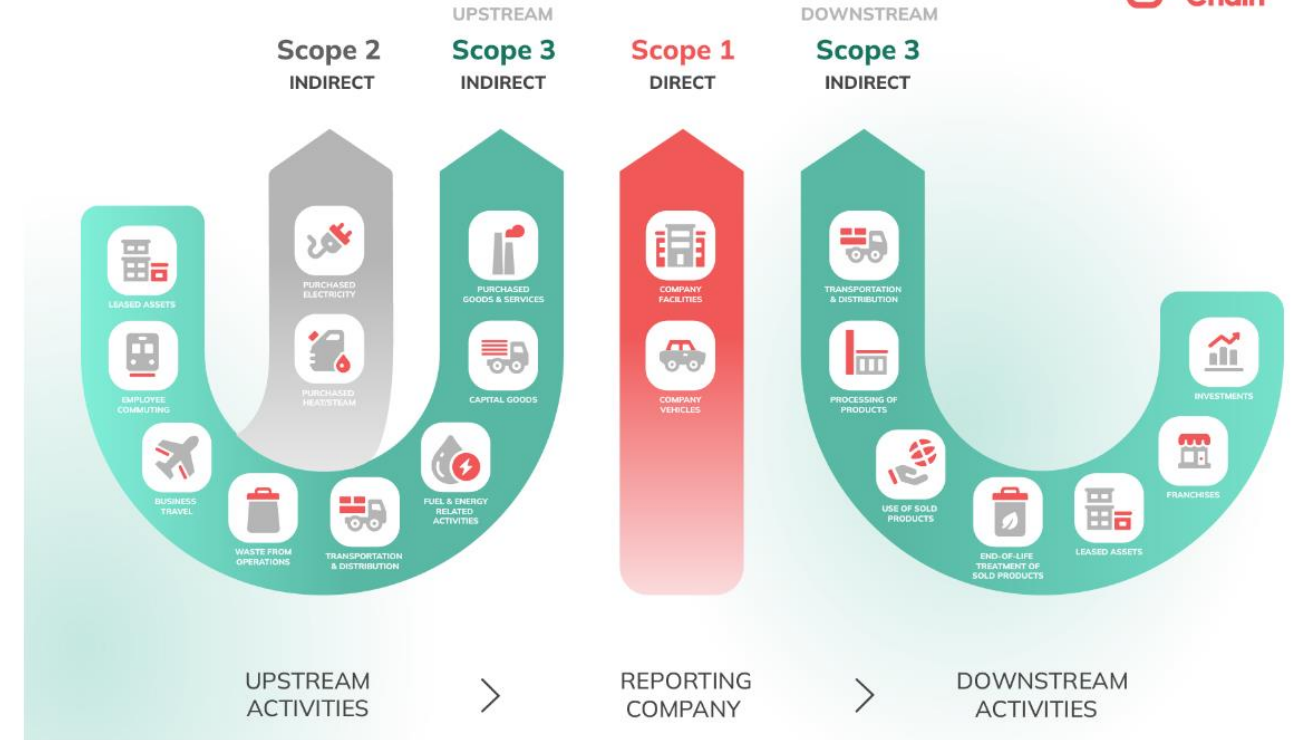 Chain
UPSTREAM
Scope 2
INDIRECT
Scope 3
INDIRECT
Scope 1
DIRECT
DOWNSTREAM
Scope 3
INDIRECT
LEASED ASSETS
EMPLOYEE
COMMUTING
BUSINESS
TRAVEL
WASTE FROM
OPERATIONS
TRANSPORTATION
& DISTRIBUTION
FUEL & ENERGY
RELATED
ACTIVITIES
CAPITAL GOODS
PURCHASED
GOODS & SERVICES
PURCHASED
ELECTRICITY
PURCHASED
HEAT/STEAM
COMPANY
FACILITIES
COMPANY
VEHICLES
TRANSPORTATION
& DISTRIBUTION
PROCESSING OF
PRODUCTS
USE OF SOLD
PRODUCTS
END-OF-LIFE
TREATMENT OF
SOLD PRODUCTS
LEASED ASSETS
FRANCHISES
INVESTMENTS
UPSTREAM
ACTIVITIES
REPORTING
COMPANY
DOWNSTREAM
ACTIVITIES